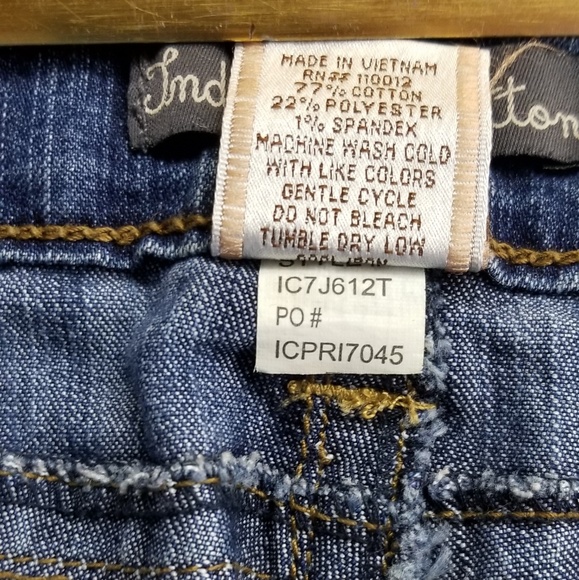 Ind
tton
MADE IN VIETNAM
RN## 110012
77% COTTON
22% POLYESTER
1% SPANDEX
MACHINE WASH COLD
WITH LIKE COLORS
GENTLE CYCLE
DO NOT BLEACH
TUMBLE DRY LOW
IC7J612T
PO #
ICPRI7045